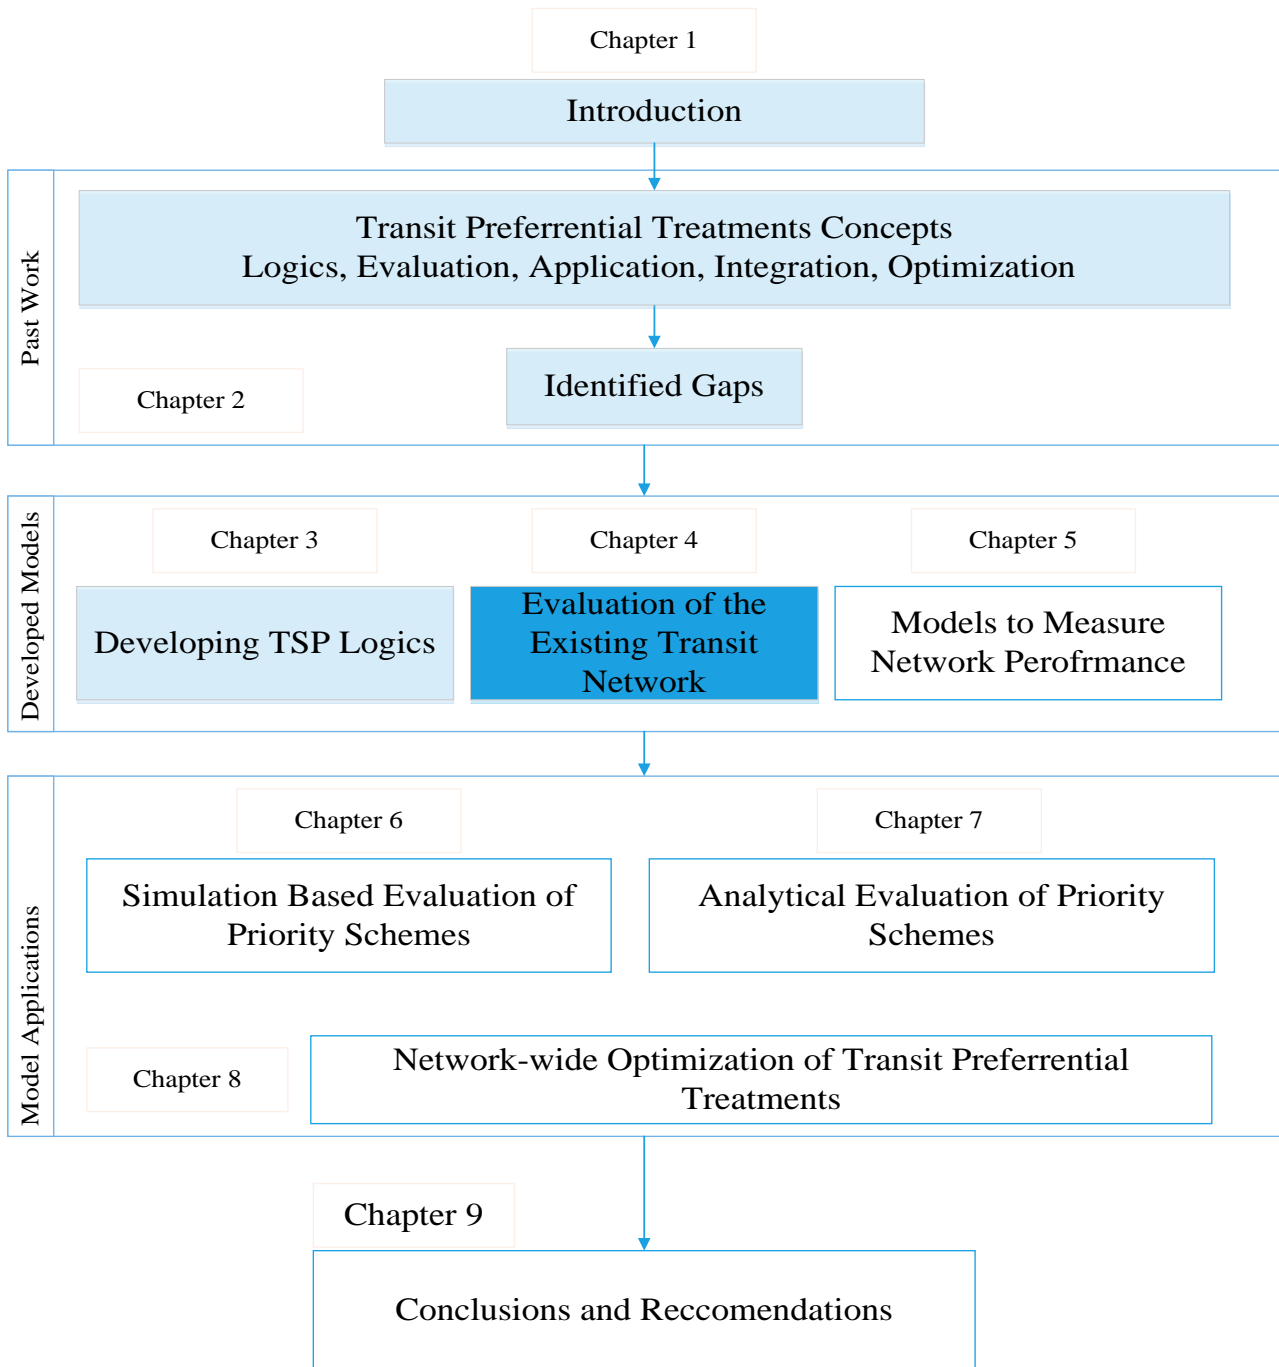 Chapter 1
Introduction
Past Work
Transit Preferrential Treatments Concepts
Logics, Evaluation, Application, Integration, Optimization
Identified Gaps
Chapter 2
Developed Models
Chapter 3
Chapter 4
Chapter 5
Developing TSP Logics
Evaluation of the
Existing Transit
Network
Models to Measure
Network Perofrmance
Model Applications
Chapter 6
Chapter 7
Simulation Based Evaluation of
Priority Schemes
Analytical Evaluation of Priority
Schemes
Chapter 8
Network-wide Optimization of Transit Preferrential
Treatments
Chapter 9
Conclusions and Reccomendations